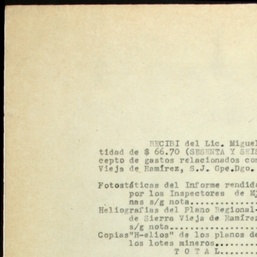 RECIBI del Lic. Miguel
tidad de $ 66.70 (SESENTA Y SEIS
cepto de gastos relacionados con
Vieja de Ramírez, S.J. Gpe.Dgo.
Fotostáticas del Informe rendido
por los Inspectores de Mi
nas s/g nota
Heliografías del Plano Regional
de Sierra Vieja de Ramírez
s/g nota
Copias"H-elios" de los planos de
los lotes mineros
T O T A L